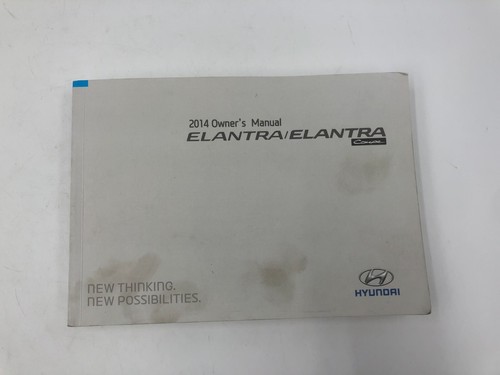 2014 Owner's Manual
ELANTRA/ELANTRA
COUPE
NEW THINKING.
NEW POSSIBILITIES.
HYUNDAI